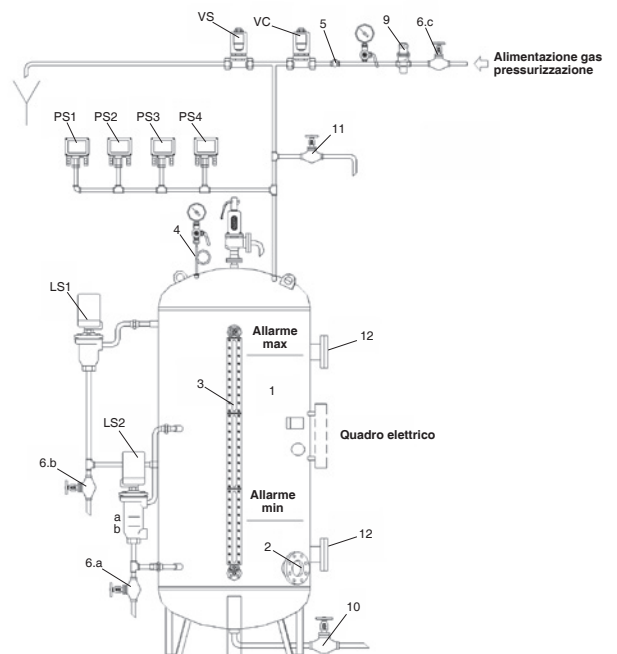 VS
VC
5
9
6.c
Alimentazione gas
pressurizzazione
PS1
PS2
PS3
PS4
11
4
LS1
Allarme
max
12
3
1
LS2
Quadro elettrico
6.b
Allarme
min
a
b
2
12
6.a
10